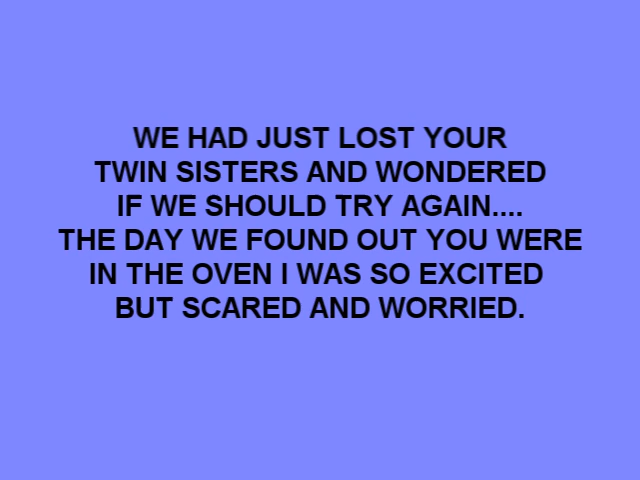 WE HAD JUST LOST YOUR
TWIN SISTERS AND WONDERED
IF WE SHOULD TRY AGAIN....
THE DAY WE FOUND OUT YOU WERE
IN THE OVEN I WAS SO EXCITED
BUT SCARED AND WORRIED.